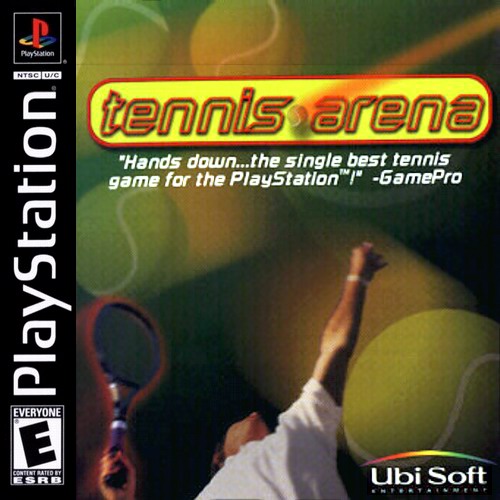 PlayStation
NTSC U/C
PlayStation
tennis arena
"Hands down...the single best tennis
game for the PlayStation™!" -GamePro
EVERYONE
E
CONTENT RATED BY
ESRB
Ubi Soft
ENTERTAINMENT